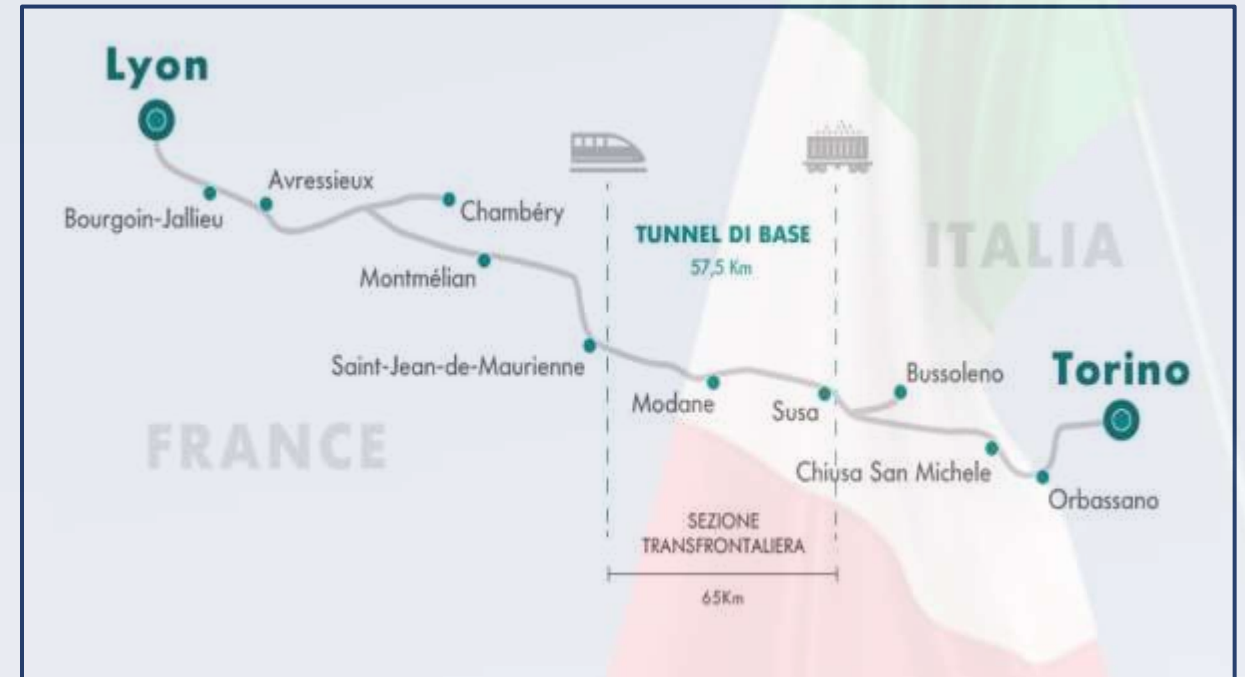 Lyon
Avressieux
Bourgoin-Jallieu
Chambéry
Montmélian
TUNNEL DI BASE
57,5 Km
ITALIA
Saint-Jean-de-Maurienne
Modane
Susa
Bussoleno
Torino
FRANCE
Chiusa San Michele
Orbassano
SEZIONE
TRANSFRONTALIERA
65Km